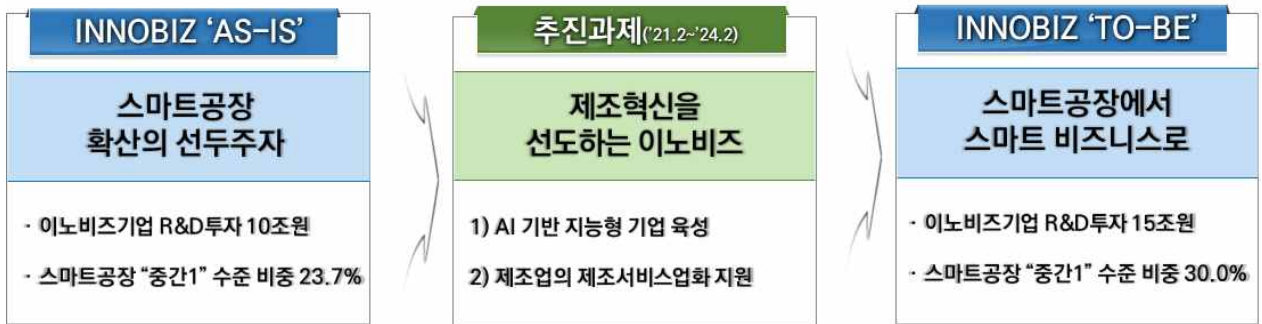 INNOBIZ ‘AS-IS’
스마트공장
확산의 선두주자
· 이노비즈기업 R&D투자 10조원
· 스마트공장 “중간1” 수준 비중 23.7%
추진과제('21.2~'24.2)
제조혁신을
선도하는 이노비즈
1) AI 기반 지능형 기업 육성
2) 제조업의 제조서비스업화 지원
INNOBIZ ‘TO-BE’
스마트공장에서
스마트 비즈니스로
· 이노비즈기업 R&D투자 15조원
· 스마트공장 “중간1” 수준 비중 30.0%